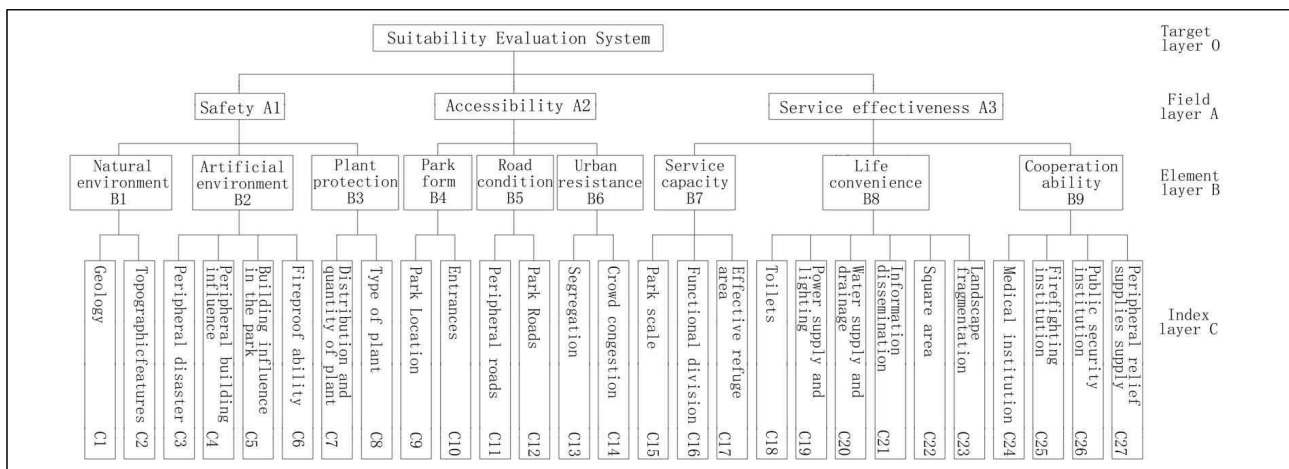 Suitability Evaluation System
Target
layer O
Safety A1
Accessibility A2
Service effectiveness A3
Field
layer A
Natural
environment
B1
Artificial
environment
B2
Plant
protection
B3
Park
form
B4
Road
condition
B5
Urban
resistance
B6
Service
capacity
B7
Life
convenience
B8
Cooperation
ability
B9
Element
layer B
Geology C1
Topographicfeatures C2
Peripheral disaster C3
Peripheral building
influence C4
Building influence
in the park C5
Fireproof ability C6
Distribution and
quantity of plant C7
Type of plant C8
Park Location C9
Entrances C10
Peripheral roads C11
Park Roads C12
Segregation C13
Crowd congestion C14
Park scale C15
Functional division C16
Effective refuge
area C17
Toilets C18
Power supply and
lighting C19
Water supply and
drainage C20
Information
dissemination C21
Square area C22
Landscape
fragmentation C23
Medical institution C24
Firefighting
institution C25
Public security
institution C26
Peripheral relief
supplies supply C27
Index
layer C